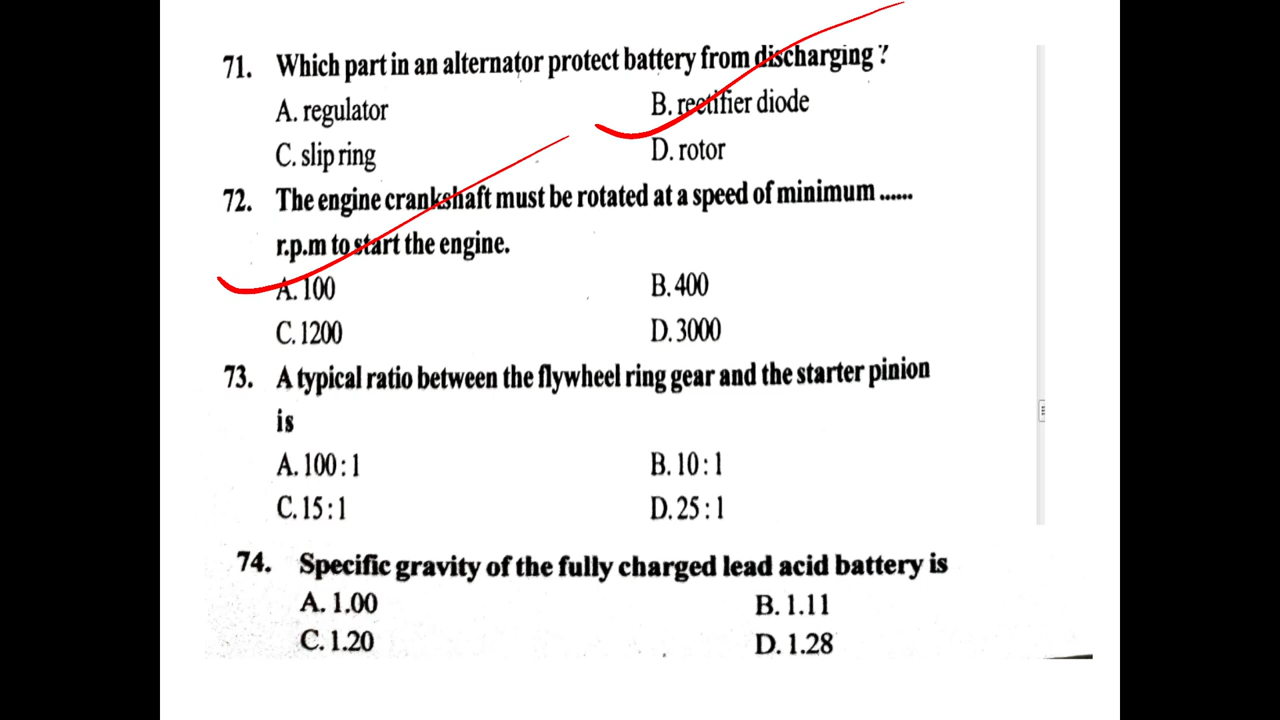 71. Which part in an alternator protect battery from discharging ?
A. regulator B. rectifier diode
C. slip ring D. rotor
72. The engine crankshaft must be rotated at a speed of minimum ......
r.p.m to start the engine.
A. 100 B. 400
C. 1200 D. 3000
73. A typical ratio between the flywheel ring gear and the starter pinion
is
A. 100 : 1 B. 10 : 1
C. 15 : 1 D. 25 : 1
74. Specific gravity of the fully charged lead acid battery is
A. 1.00 B. 1.11
C. 1.20 D. 1.28